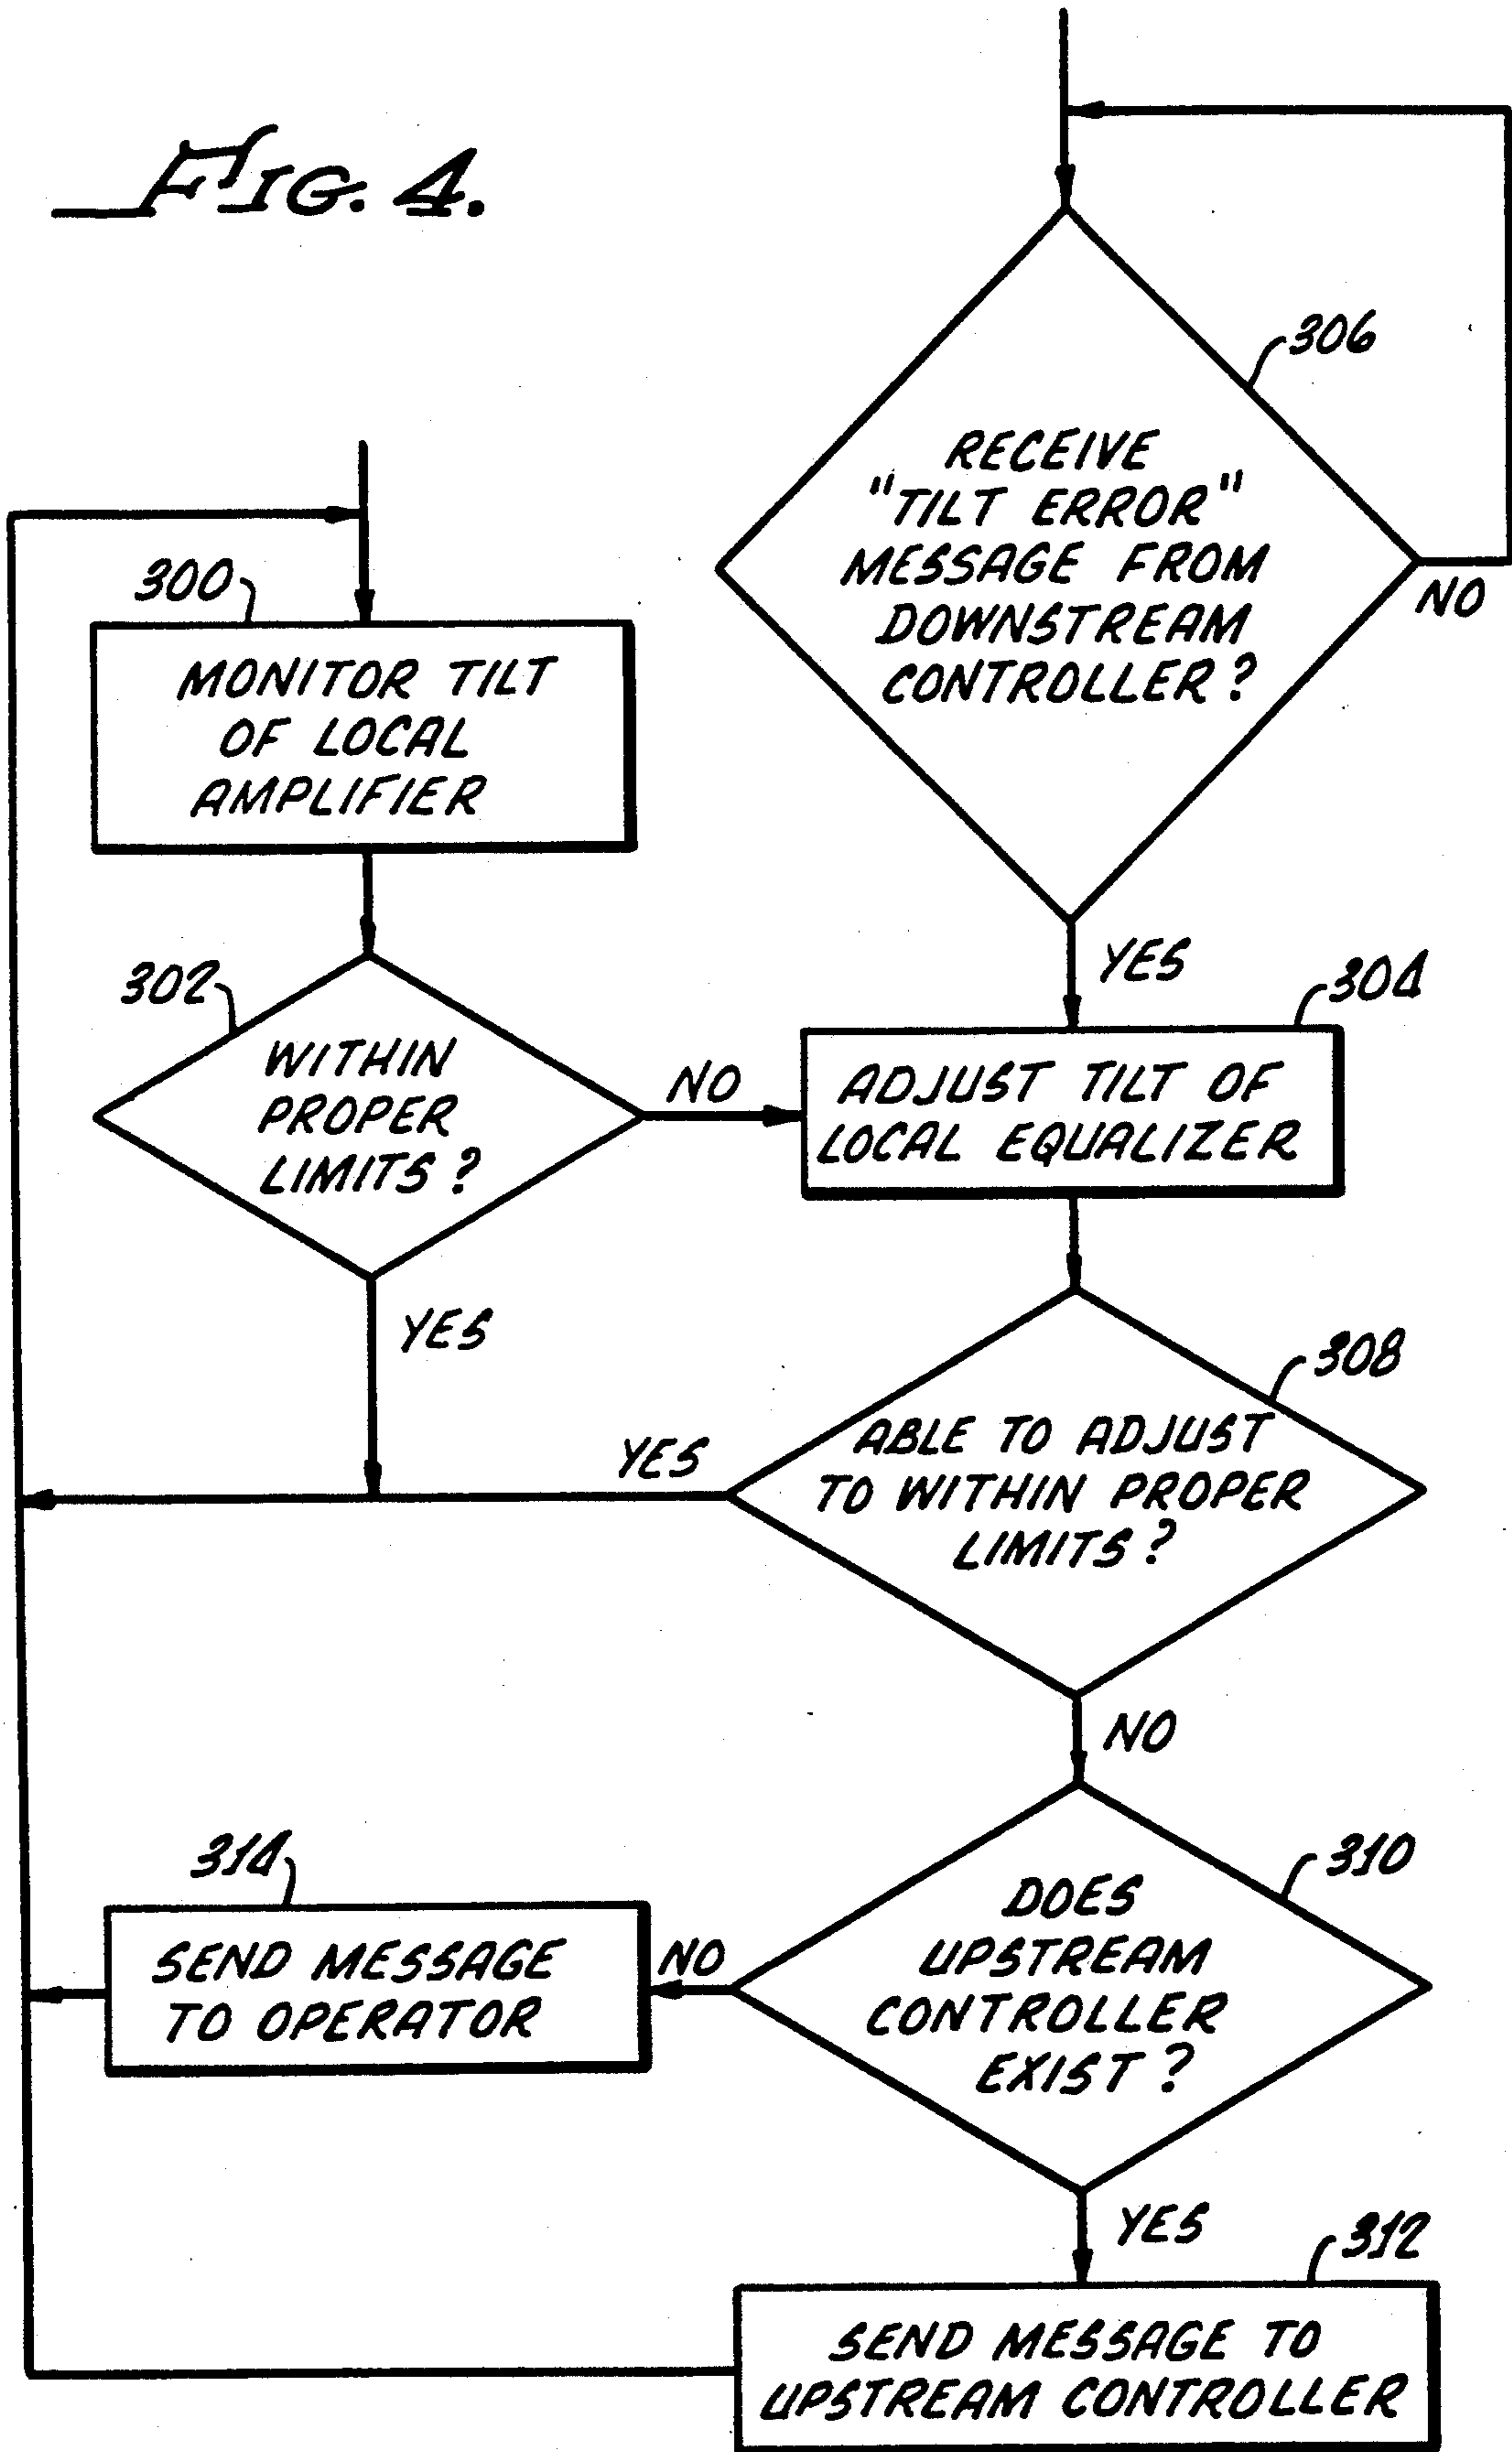 FIG. 4.
306
RECEIVE
"TILT ERROR"
MESSAGE FROM
DOWNSTREAM
CONTROLLER?
NO
300
MONITOR TILT
OF LOCAL
AMPLIFIER
YES
302
WITHIN
PROPER
LIMITS?
NO
304
ADJUST TILT OF
LOCAL EQUALIZER
YES
308
ABLE TO ADJUST
TO WITHIN PROPER
LIMITS?
YES
NO
310
DOES
UPSTREAM
CONTROLLER
EXIST?
NO
314
SEND MESSAGE
TO OPERATOR
YES
312
SEND MESSAGE TO
UPSTREAM CONTROLLER